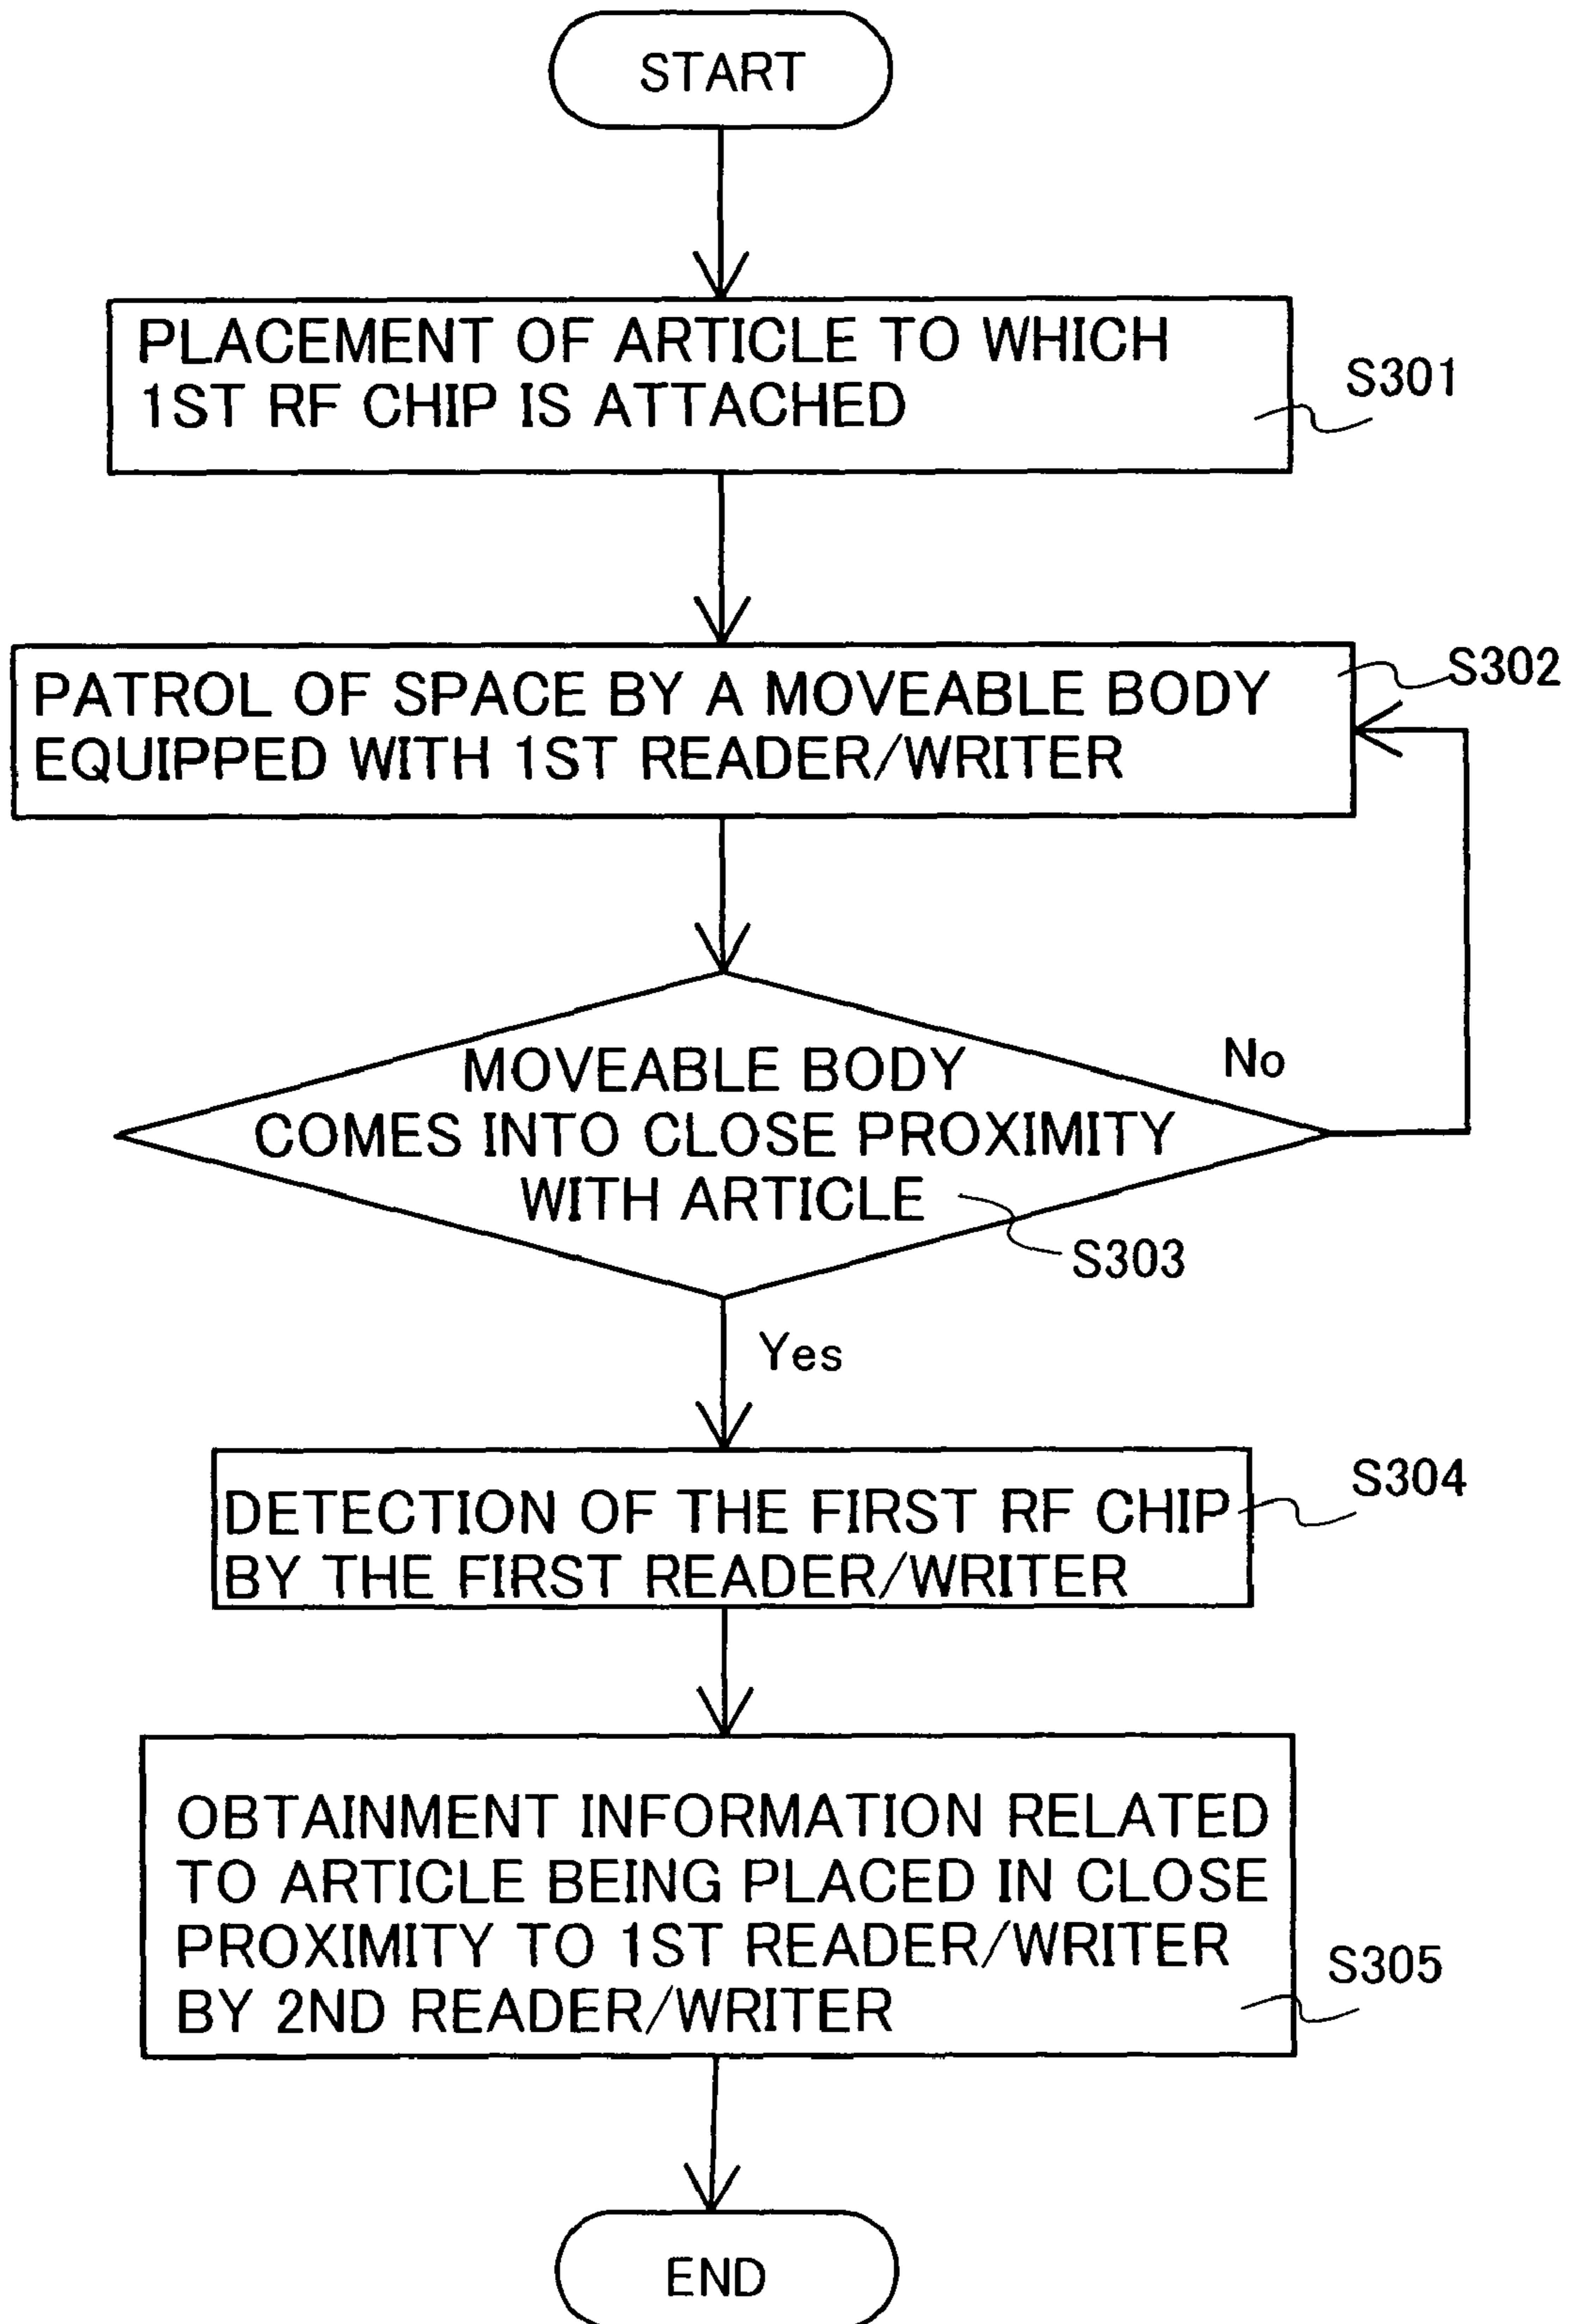 START
PLACEMENT OF ARTICLE TO WHICH
1ST RF CHIP IS ATTACHED
S301
PATROL OF SPACE BY A MOVEABLE BODY
EQUIPPED WITH 1ST READER/WRITER
S302
MOVEABLE BODY
COMES INTO CLOSE PROXIMITY
WITH ARTICLE
No
S303
Yes
DETECTION OF THE FIRST RF CHIP
BY THE FIRST READER/WRITER
S304
OBTAINMENT INFORMATION RELATED
TO ARTICLE BEING PLACED IN CLOSE
PROXIMITY TO 1ST READER/WRITER
BY 2ND READER/WRITER
S305
END